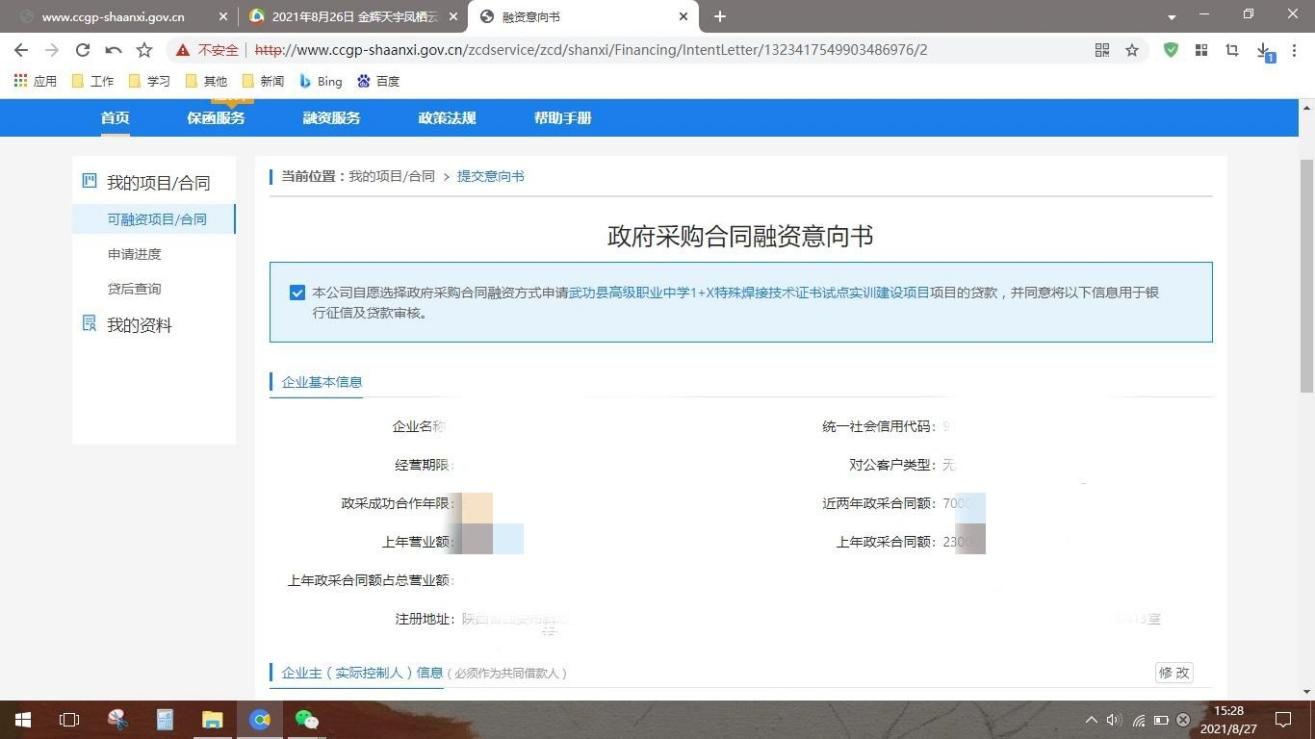 www.ccgp-shaanxi.gov.cn
2021年8月26日 金辉天宇凤栖云
融资意向书
不安全 http://www.ccgp-shaanxi.gov.cn/zcdservice/zcd/shanxi/Financing/IntentLetter/1323417549903486976/2
应用 工作 学习 其他 新闻 Bing 百度
首页 保函服务 融资服务 政策法规 帮助手册
我的项目/合同
可融资项目/合同
申请进度
贷后查询
我的资料
当前位置：我的项目/合同 > 提交意向书
政府采购合同融资意向书
本公司自愿选择政府采购合同融资方式申请武功县高级职业中学1+X特殊焊接技术证书试点实训建设项目项目的贷款，并同意将以下信息用于银
行征信及贷款审核。
企业基本信息
企业名称 统一社会信用代码：9
经营期限： 对公客户类型：无
政采成功合作年限： 近两年政采合同额：700
上年营业额： 上年政采合同额：230
上年政采合同额占总营业额：
注册地址：陕西省西安市 室
企业主（实际控制人）信息（必须作为共同借款人） 修 改
15:28
2021/8/27
1